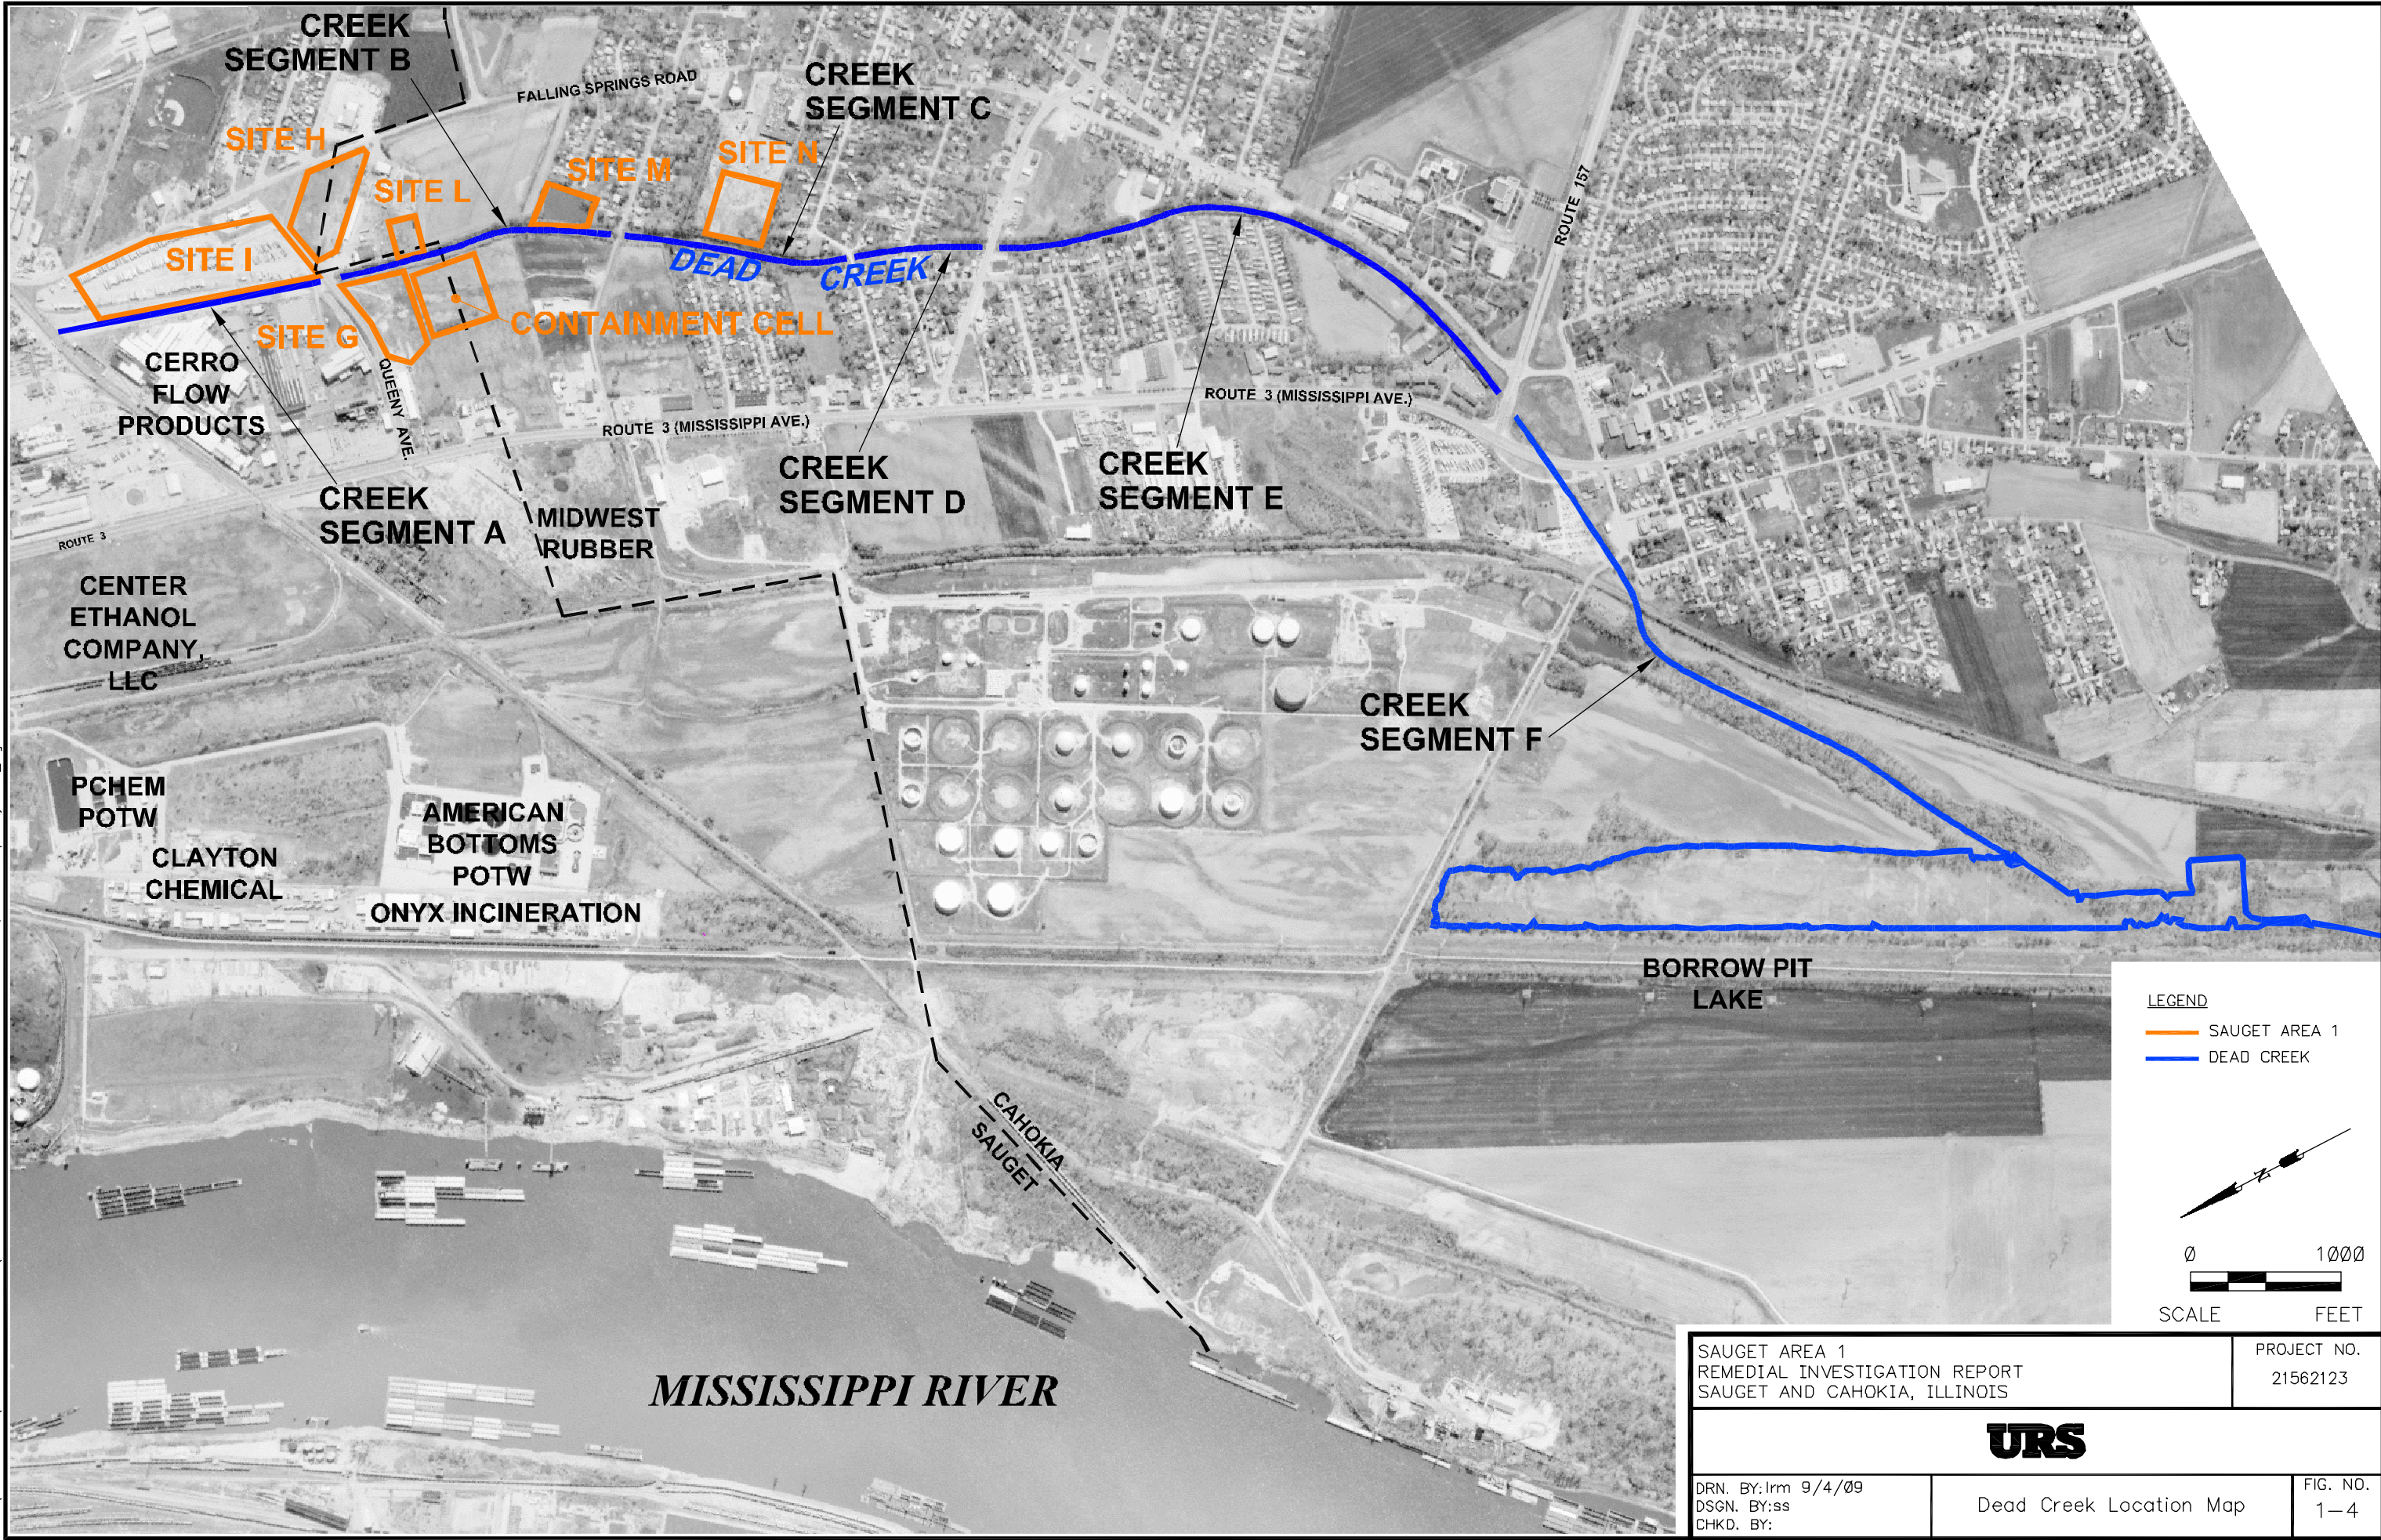 CREEK
SEGMENT B
FALLING SPRINGS ROAD
CREEK
SEGMENT C
SITE H
SITE L
SITE M
SITE N
SITE I
SITE G
CONTAINMENT CELL
DEAD CREEK
ROUTE 157
CERRO
FLOW
PRODUCTS
QUEENY AVE.
ROUTE 3 (MISSISSIPPI AVE.)
ROUTE 3 (MISSISSIPPI AVE.)
CREEK
SEGMENT A
MIDWEST
RUBBER
CREEK
SEGMENT D
CREEK
SEGMENT E
ROUTE 3
CENTER
ETHANOL
COMPANY,
LLC
CREEK
SEGMENT F
PCHEM
POTW
AMERICAN
BOTTOMS
POTW
CLAYTON
CHEMICAL
ONYX INCINERATION
BORROW PIT
LAKE
CAHOKIA
SAUGET
MISSISSIPPI RIVER
LEGEND
SAUGET AREA 1
DEAD CREEK
N
0 1000
SCALE FEET
SAUGET AREA 1
REMEDIAL INVESTIGATION REPORT
SAUGET AND CAHOKIA, ILLINOIS
PROJECT NO.
21562123
URS
DRN. BY:lrm 9/4/09
DSGN. BY:ss
CHKD. BY:
Dead Creek Location Map
FIG. NO.
1-4